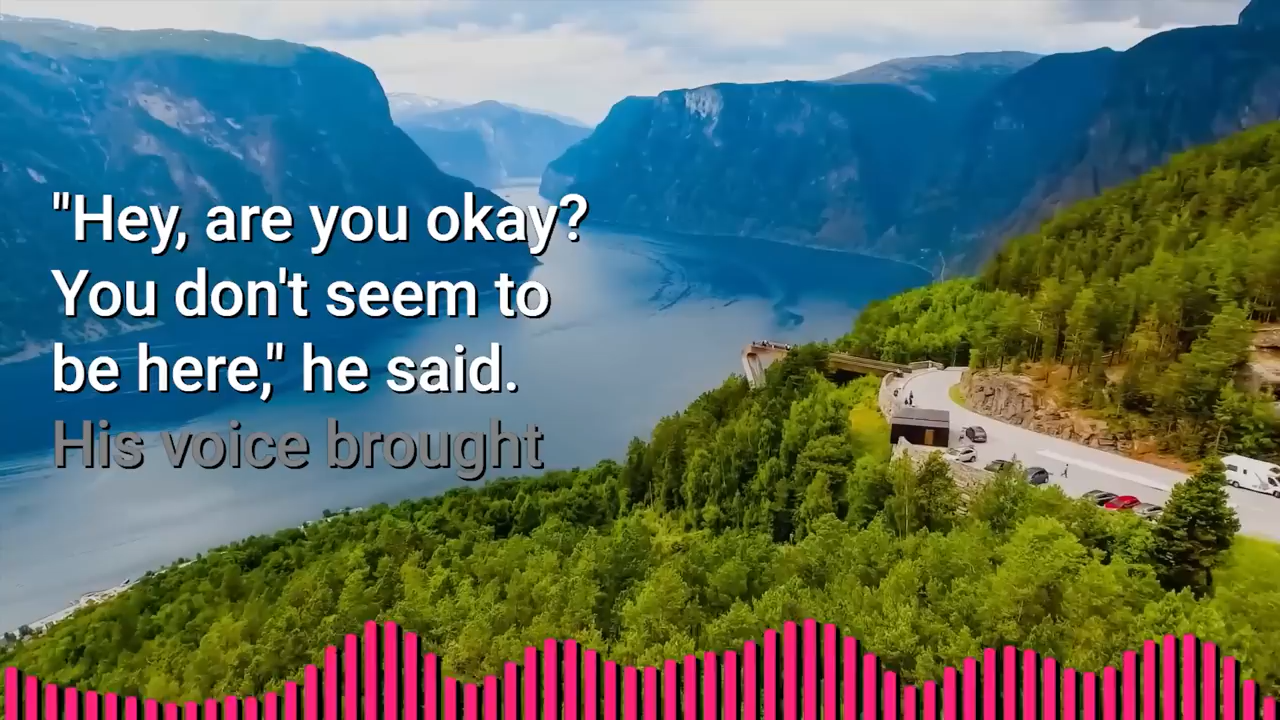 "Hey, are you okay?
You don't seem to
be here," he said.
His voice brought